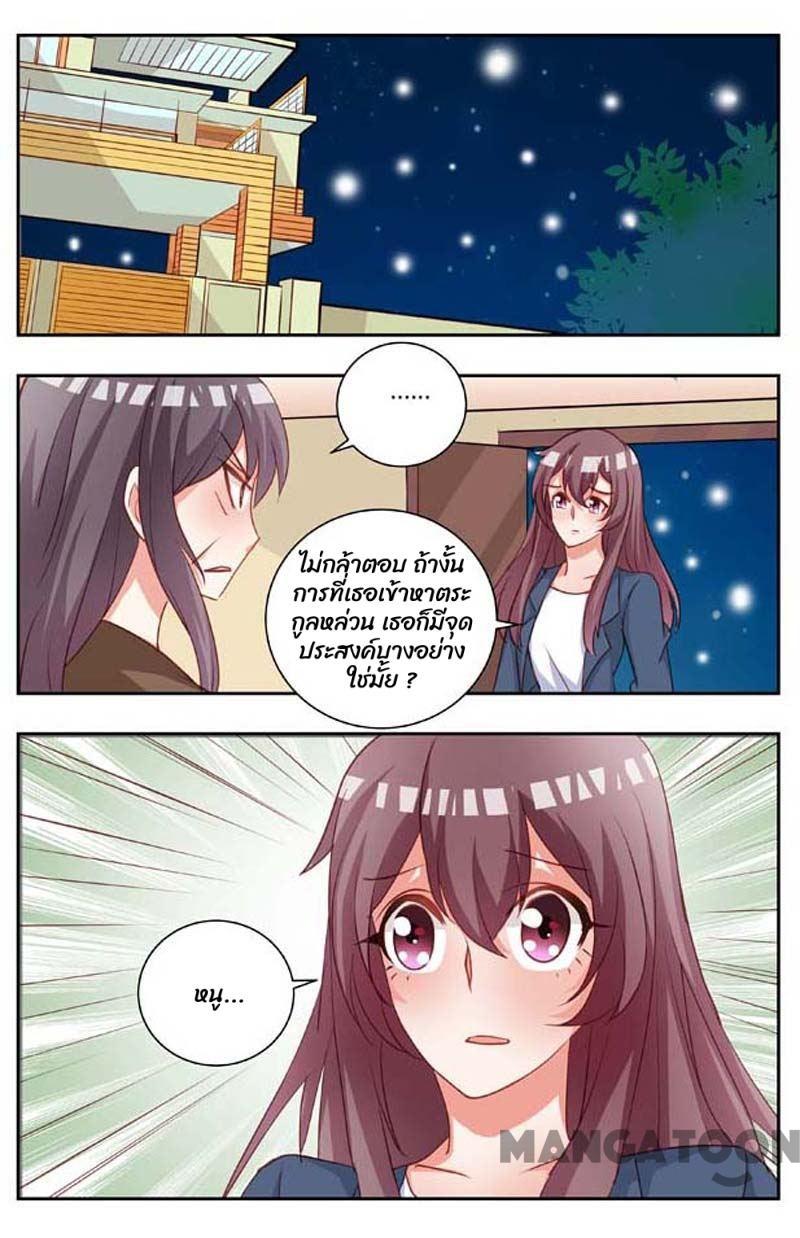 ......
ไม่กล้าตอบ ถ้างั้น
การที่เธอเข้าหาตระ
กูลหล่วน เธอก็มีจุด
ประสงค์บางอย่าง
ใช่มั้ย ?
หนู...
MANGATOON